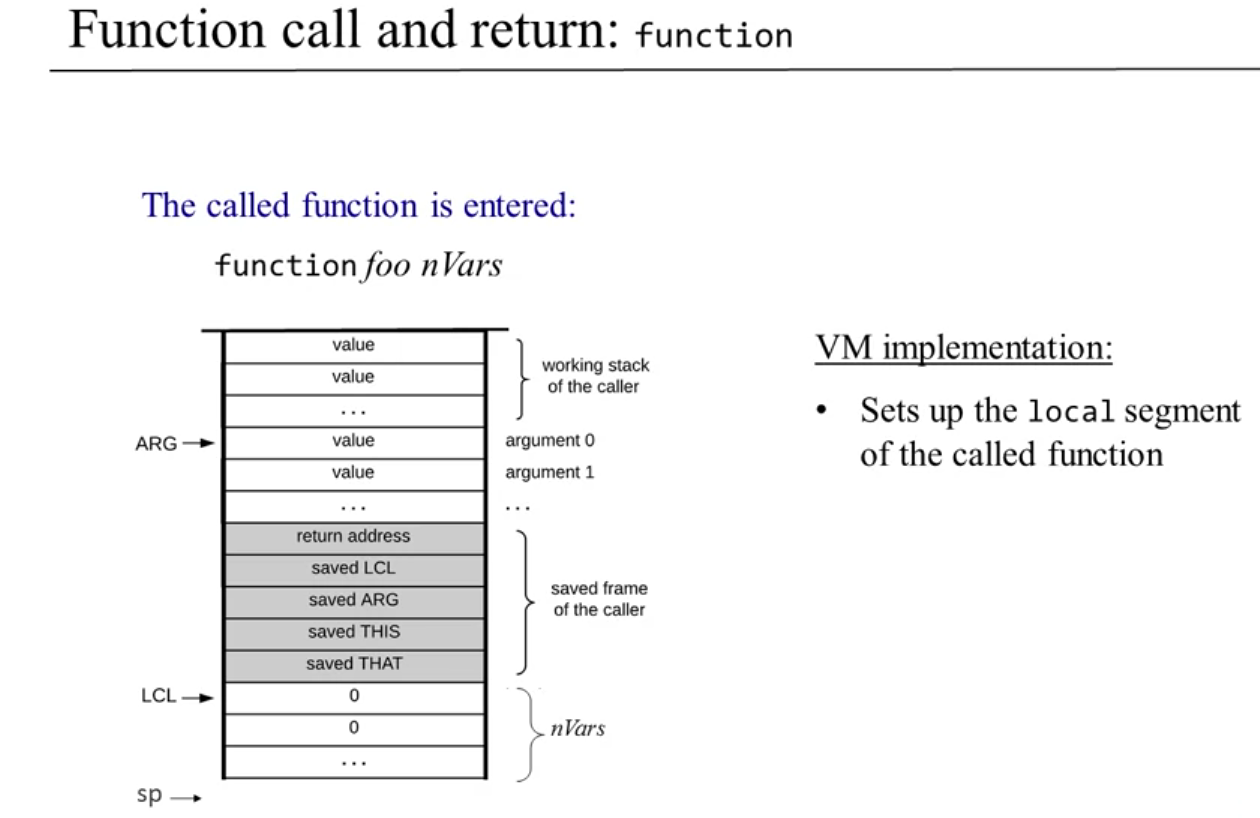 Function call and return: function
The called function is entered:
function foo nVars
value
value
...
working stack
of the caller
ARG
value
argument 0
value
argument 1
...
...
return address
saved LCL
saved ARG
saved THIS
saved THAT
saved frame
of the caller
LCL
0
0
...
nVars
sp
VM implementation:
• Sets up the local segment
of the called function